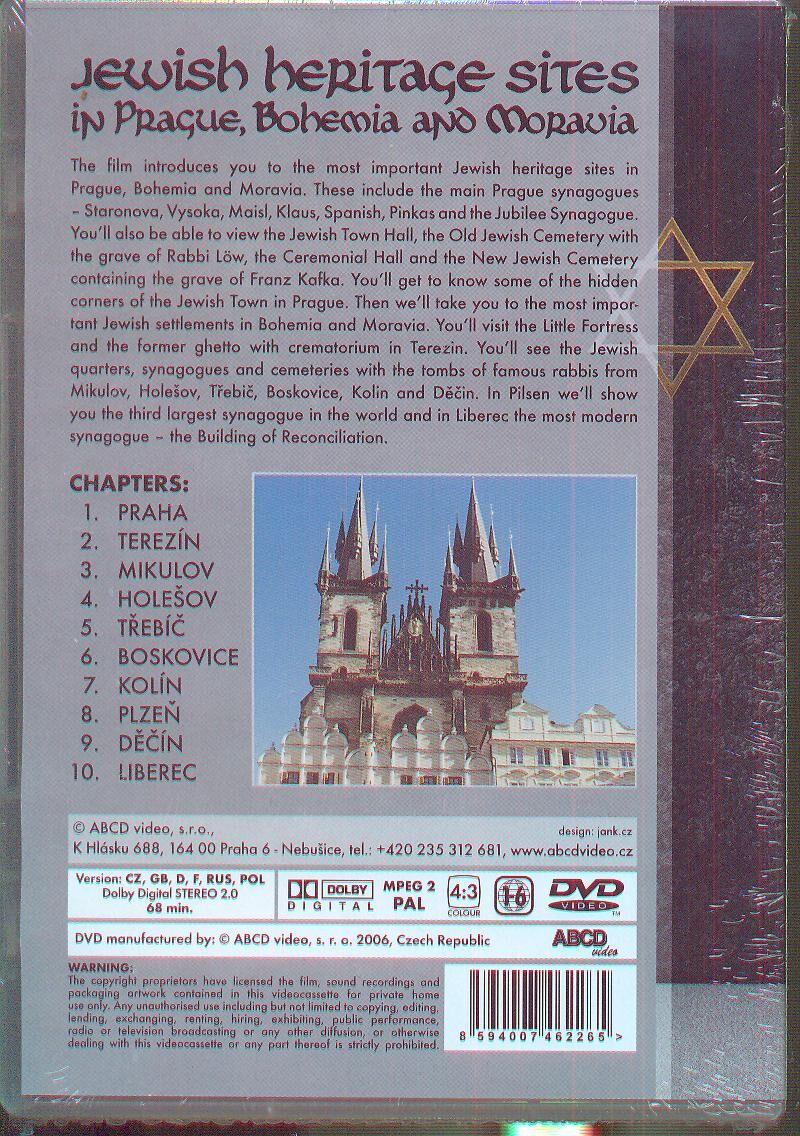 Jewish Heritage Sites
in Prague, Bohemia and Moravia
The film introduces you to the most important Jewish heritage sites in
Prague, Bohemia and Moravia. These include the main Prague synagogues
– Staronova, Vysoka, Maisl, Klaus, Spanish, Pinkas and the Jubilee Synagogue.
You'll also be able to view the Jewish Town Hall, the Old Jewish Cemetery with
the grave of Rabbi Löw, the Ceremonial Hall and the New Jewish Cemetery
containing the grave of Franz Kafka. You'll get to know some of the hidden
corners of the Jewish Town in Prague. Then we'll take you to the most impor-
tant Jewish settlements in Bohemia and Moravia. You'll visit the Little Fortress
and the former ghetto with crematorium in Terezin. You'll see the Jewish
quarters, synagogues and cemeteries with the tombs of famous rabbis from
Mikulov, Holešov, Třebič, Boskovice, Kolin and Děčin. In Pilsen we'll show
you the third largest synagogue in the world and in Liberec the most modern
synagogue – the Building of Reconciliation.
CHAPTERS:
1. PRAHA
2. TEREZÍN
3. MIKULOV
4. HOLEŠOV
5. TŘEBÍČ
6. BOSKOVICE
7. KOLÍN
8. PLZEŇ
9. DĚČÍN
10. LIBEREC
© ABCD video, s.r.o., design: jank.cz
K Hlásku 688, 164 00 Praha 6 - Nebušice, tel.: +420 235 312 681, www.abcdvideo.cz
Version: CZ, GB, D, F, RUS, POL
Dolby Digital STEREO 2.0
68 min.
DOLBY
DIGITAL
MPEG 2
PAL
4:3
COLOUR
1-6
DVD
VIDEO
TM
DVD manufactured by: © ABCD video, s. r. o. 2006, Czech Republic
ABCD
video
WARNING:
The copyright proprietors have licensed the film, sound recordings and
packaging artwork contained in this videocassette for private home
use only. Any unauthorised use including but not limited to copying, editing,
lending, exchanging, renting, hiring, exhibiting, public performance,
radio or television broadcasting or any other diffusion, or otherwise
dealing with this videocassette or any part thereof is strictly prohibited.
8 594007 462265 >